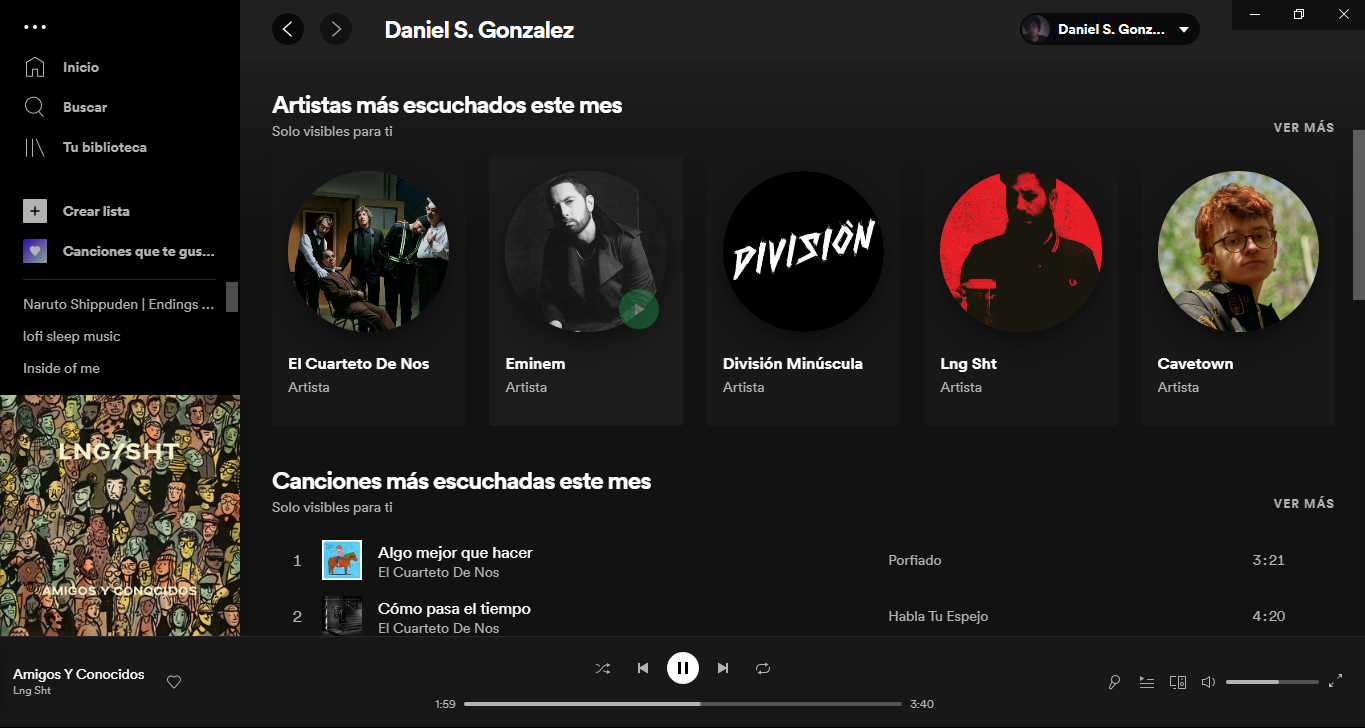 Inicio
Buscar
Tu biblioteca
Crear lista
Canciones que te gus...
Naruto Shippuden | Endings ...
lofi sleep music
Inside of me
LNG/SHT
AMIGOS Y CONOCIDOS
Daniel S. Gonzalez
Daniel S. Gonz...
Artistas más escuchados este mes
Solo visibles para ti
VER MÁS
DIVISIÓN
El Cuarteto De Nos
Artista
Eminem
Artista
División Minúscula
Artista
Lng Sht
Artista
Cavetown
Artista
Canciones más escuchadas este mes
Solo visibles para ti
VER MÁS
1 Algo mejor que hacer Porfiado 3:21
El Cuarteto De Nos
2 Cómo pasa el tiempo Habla Tu Espejo 4:20
El Cuarteto De Nos
Amigos Y Conocidos
Lng Sht
1:59 3:40